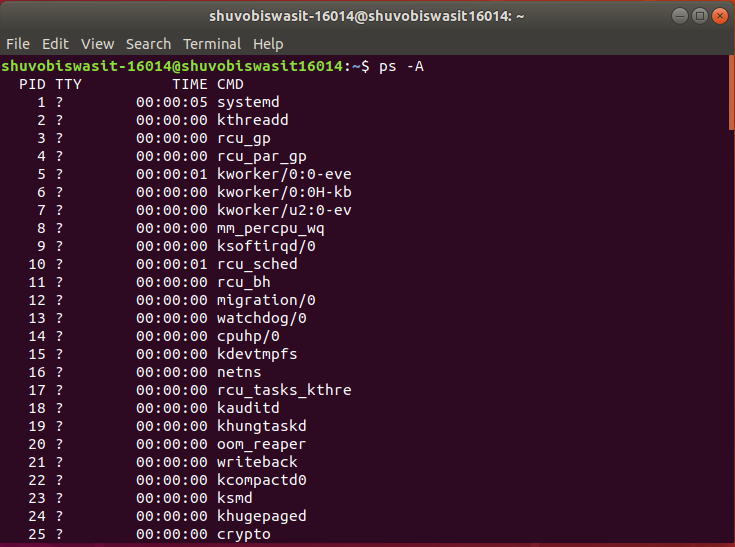 shuvobiswasit-16014@shuvobiswasit16014: ~
File Edit View Search Terminal Help
shuvobiswasit-16014@shuvobiswasit16014:~$ ps -A
PID TTY TIME CMD
1 ? 00:00:05 systemd
2 ? 00:00:00 kthreadd
3 ? 00:00:00 rcu_gp
4 ? 00:00:00 rcu_par_gp
5 ? 00:00:01 kworker/0:0-eve
6 ? 00:00:00 kworker/0:0H-kb
7 ? 00:00:00 kworker/u2:0-ev
8 ? 00:00:00 mm_percpu_wq
9 ? 00:00:00 ksoftirqd/0
10 ? 00:00:01 rcu_sched
11 ? 00:00:00 rcu_bh
12 ? 00:00:00 migration/0
13 ? 00:00:00 watchdog/0
14 ? 00:00:00 cpuhp/0
15 ? 00:00:00 kdevtmpfs
16 ? 00:00:00 netns
17 ? 00:00:00 rcu_tasks_kthre
18 ? 00:00:00 kauditd
19 ? 00:00:00 khungtaskd
20 ? 00:00:00 oom_reaper
21 ? 00:00:00 writeback
22 ? 00:00:00 kcompactd0
23 ? 00:00:00 ksmd
24 ? 00:00:00 khugepaged
25 ? 00:00:00 crypto